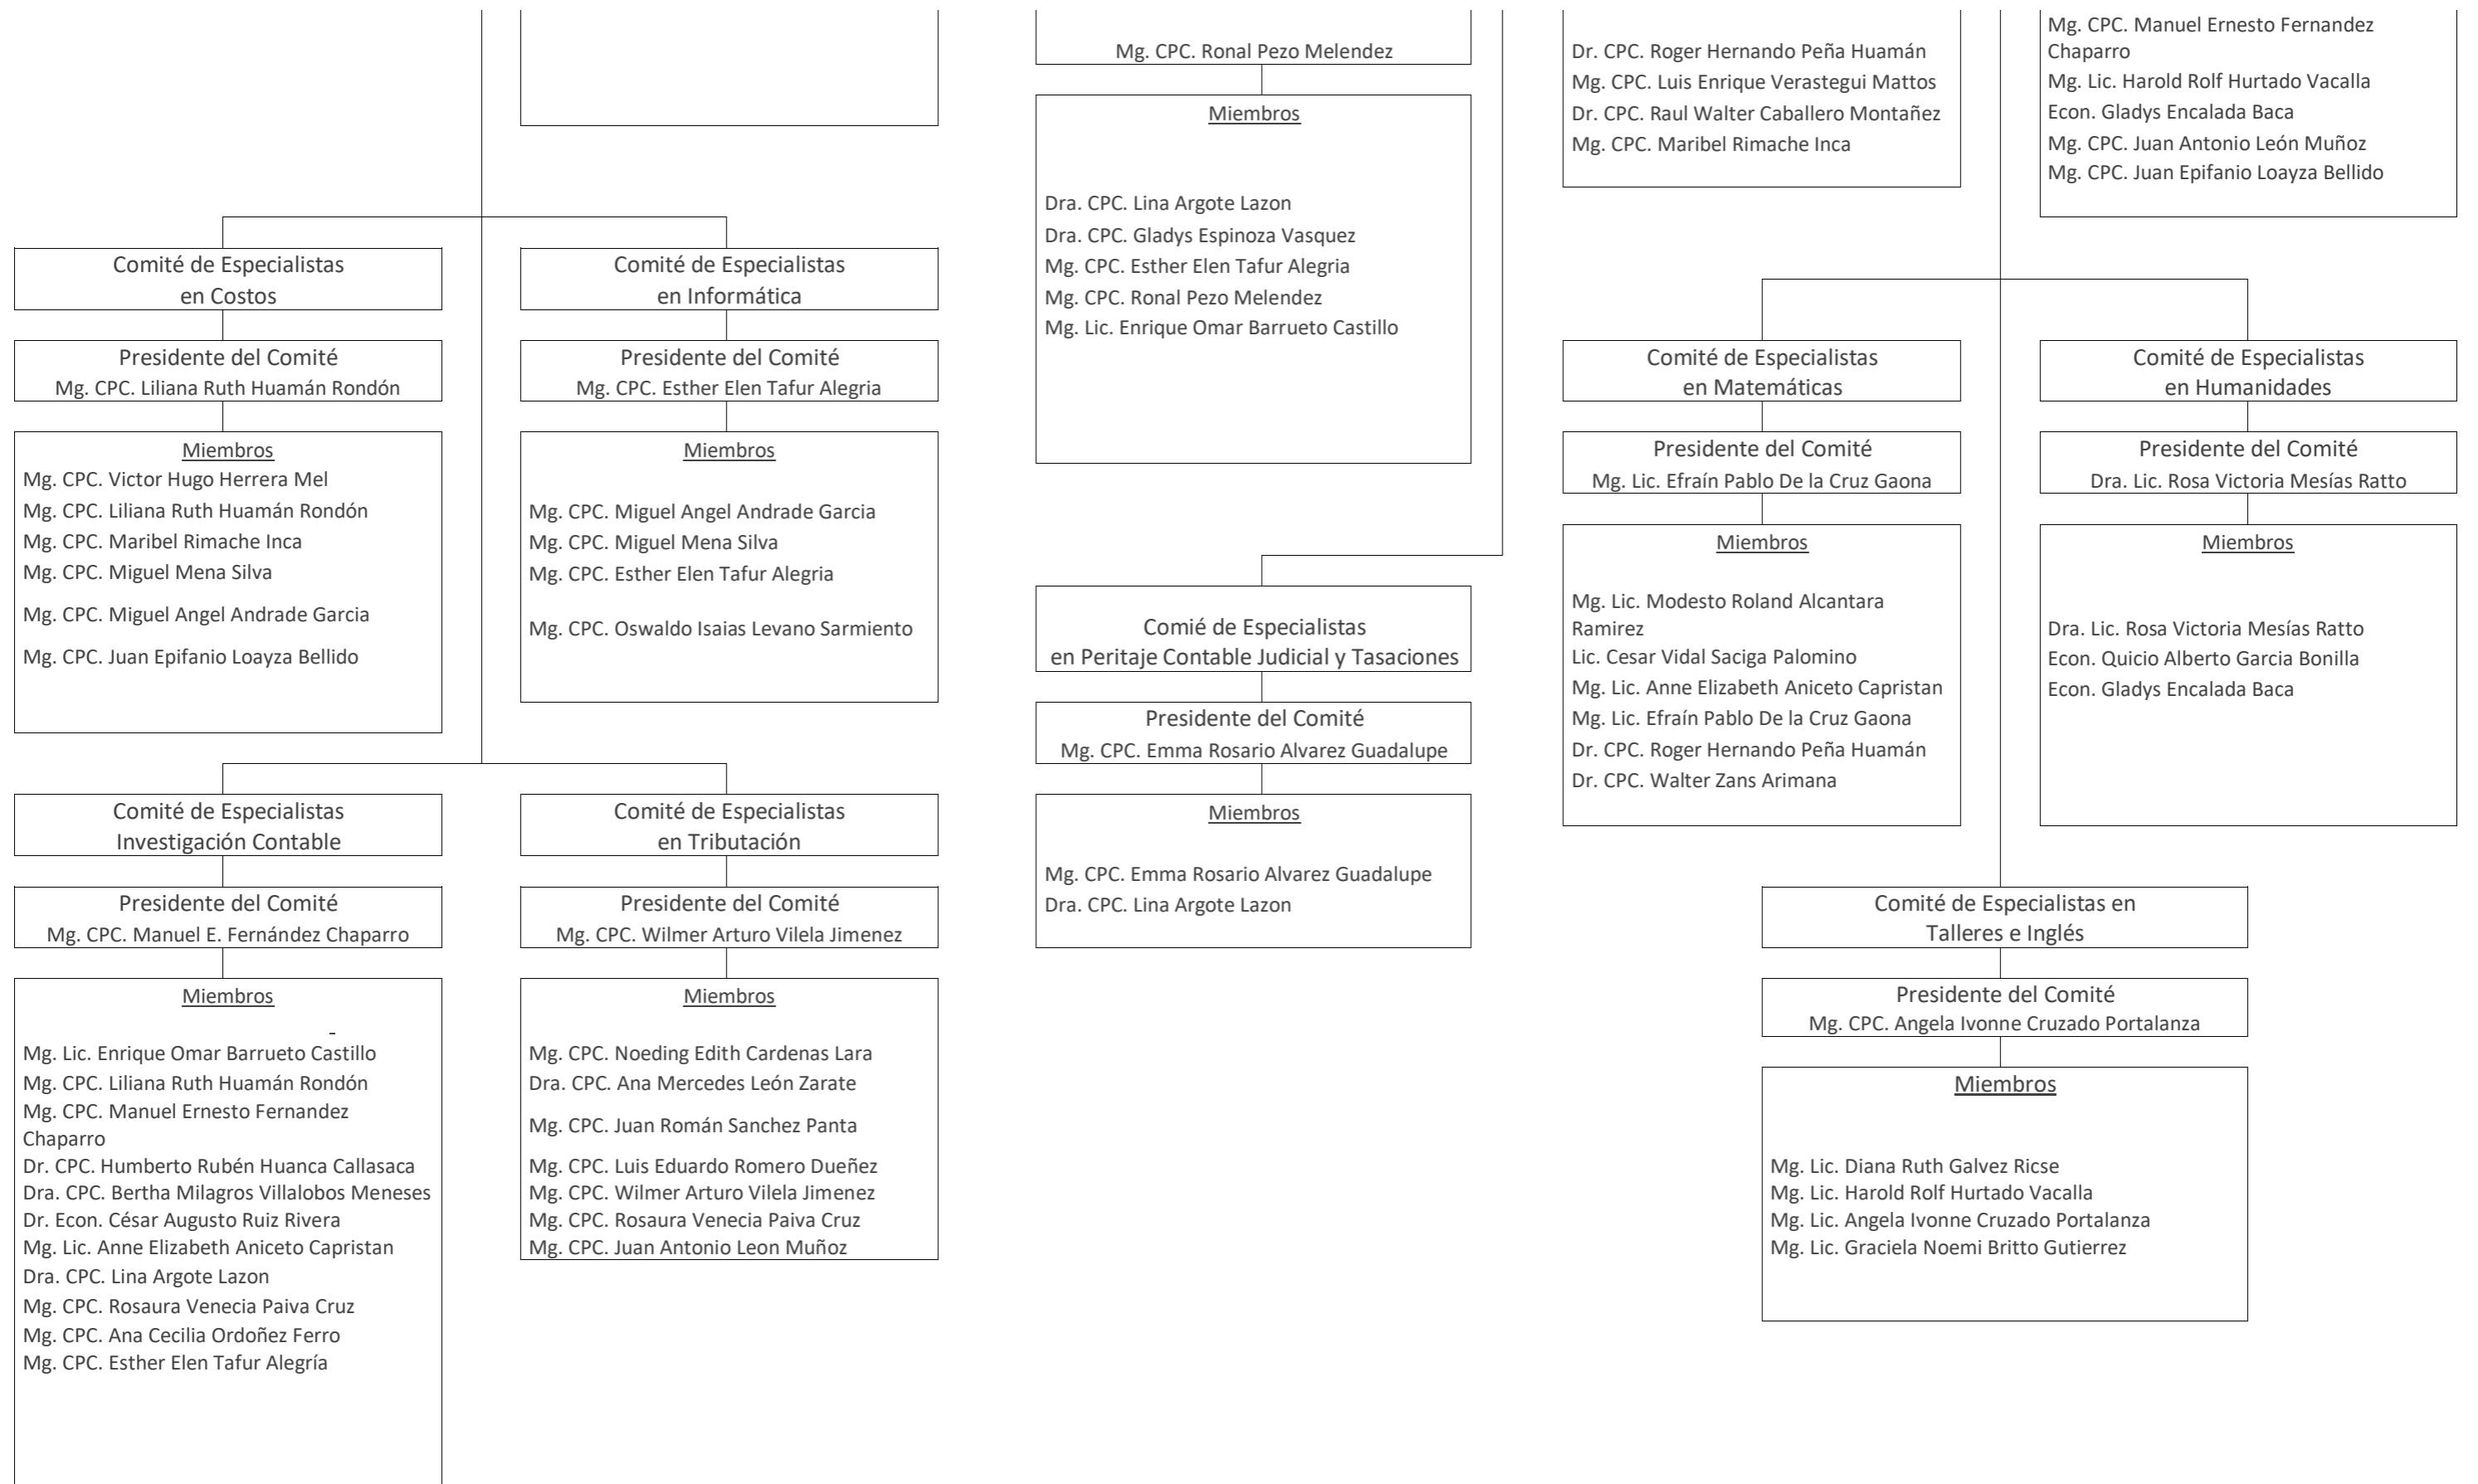 Mg. CPC. Ronal Pezo Melendez
Miembros
Dra. CPC. Lina Argote Lazon
Dra. CPC. Gladys Espinoza Vasquez
Mg. CPC. Esther Elen Tafur Alegria
Mg. CPC. Ronal Pezo Melendez
Mg. Lic. Enrique Omar Barrueto Castillo
Dr. CPC. Roger Hernando Peña Huamán
Mg. CPC. Luis Enrique Verastegui Mattos
Dr. CPC. Raul Walter Caballero Montañez
Mg. CPC. Maribel Rimache Inca
Mg. CPC. Manuel Ernesto Fernandez
Chaparro
Mg. Lic. Harold Rolf Hurtado Vacalla
Econ. Gladys Encalada Baca
Mg. CPC. Juan Antonio León Muñoz
Mg. CPC. Juan Epifanio Loayza Bellido
Comité de Especialistas
en Costos
Presidente del Comité
Mg. CPC. Liliana Ruth Huamán Rondón
Miembros
Mg. CPC. Victor Hugo Herrera Mel
Mg. CPC. Liliana Ruth Huamán Rondón
Mg. CPC. Maribel Rimache Inca
Mg. CPC. Miguel Mena Silva
Mg. CPC. Miguel Angel Andrade Garcia
Mg. CPC. Juan Epifanio Loayza Bellido
Comité de Especialistas
en Informática
Presidente del Comité
Mg. CPC. Esther Elen Tafur Alegria
Miembros
Mg. CPC. Miguel Angel Andrade Garcia
Mg. CPC. Miguel Mena Silva
Mg. CPC. Esther Elen Tafur Alegria
Mg. CPC. Oswaldo Isaias Levano Sarmiento
Comité de Especialistas
en Matemáticas
Presidente del Comité
Mg. Lic. Efraín Pablo De la Cruz Gaona
Miembros
Mg. Lic. Modesto Roland Alcantara
Ramirez
Lic. Cesar Vidal Saciga Palomino
Mg. Lic. Anne Elizabeth Aniceto Capristan
Mg. Lic. Efraín Pablo De la Cruz Gaona
Dr. CPC. Roger Hernando Peña Huamán
Dr. CPC. Walter Zans Arimana
Comité de Especialistas
en Humanidades
Presidente del Comité
Dra. Lic. Rosa Victoria Mesías Ratto
Miembros
Dra. Lic. Rosa Victoria Mesías Ratto
Econ. Quicio Alberto Garcia Bonilla
Econ. Gladys Encalada Baca
Comié de Especialistas
en Peritaje Contable Judicial y Tasaciones
Presidente del Comité
Mg. CPC. Emma Rosario Alvarez Guadalupe
Miembros
Mg. CPC. Emma Rosario Alvarez Guadalupe
Dra. CPC. Lina Argote Lazon
Comité de Especialistas
Investigación Contable
Presidente del Comité
Mg. CPC. Manuel E. Fernández Chaparro
Miembros
-
Mg. Lic. Enrique Omar Barrueto Castillo
Mg. CPC. Liliana Ruth Huamán Rondón
Mg. CPC. Manuel Ernesto Fernandez
Chaparro
Dr. CPC. Humberto Rubén Huanca Callasaca
Dra. CPC. Bertha Milagros Villalobos Meneses
Dr. Econ. César Augusto Ruiz Rivera
Mg. Lic. Anne Elizabeth Aniceto Capristan
Dra. CPC. Lina Argote Lazon
Mg. CPC. Rosaura Venecia Paiva Cruz
Mg. CPC. Ana Cecilia Ordoñez Ferro
Mg. CPC. Esther Elen Tafur Alegría
Comité de Especialistas
en Tributación
Presidente del Comité
Mg. CPC. Wilmer Arturo Vilela Jimenez
Miembros
Mg. CPC. Noeding Edith Cardenas Lara
Dra. CPC. Ana Mercedes León Zarate
Mg. CPC. Juan Román Sanchez Panta
Mg. CPC. Luis Eduardo Romero Dueñez
Mg. CPC. Wilmer Arturo Vilela Jimenez
Mg. CPC. Rosaura Venecia Paiva Cruz
Mg. CPC. Juan Antonio Leon Muñoz
Comité de Especialistas en
Talleres e Inglés
Presidente del Comité
Mg. CPC. Angela Ivonne Cruzado Portalanza
Miembros
Mg. Lic. Diana Ruth Galvez Ricse
Mg. Lic. Harold Rolf Hurtado Vacalla
Mg. Lic. Angela Ivonne Cruzado Portalanza
Mg. Lic. Graciela Noemi Britto Gutierrez